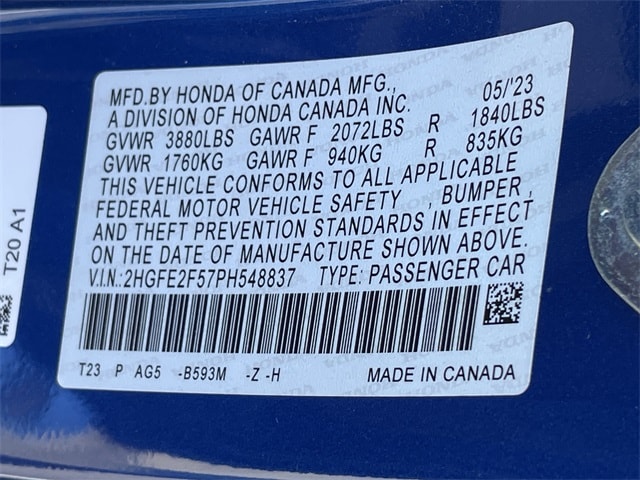 MFD.BY HONDA OF CANADA MFG., 05/'23
A DIVISION OF HONDA CANADA INC.
GVWR 3880LBS GAWR F 2072LBS R 1840LBS
GVWR 1760KG GAWR F 940KG R 835KG
THIS VEHICLE CONFORMS TO ALL APPLICABLE
FEDERAL MOTOR VEHICLE SAFETY , BUMPER ,
AND THEFT PREVENTION STANDARDS IN EFFECT
ON THE DATE OF MANUFACTURE SHOWN ABOVE.
V.I.N.:2HGFE2F57PH548837 TYPE: PASSENGER CAR
T23 P AG5 -B593M -Z -H MADE IN CANADA
T20 A1